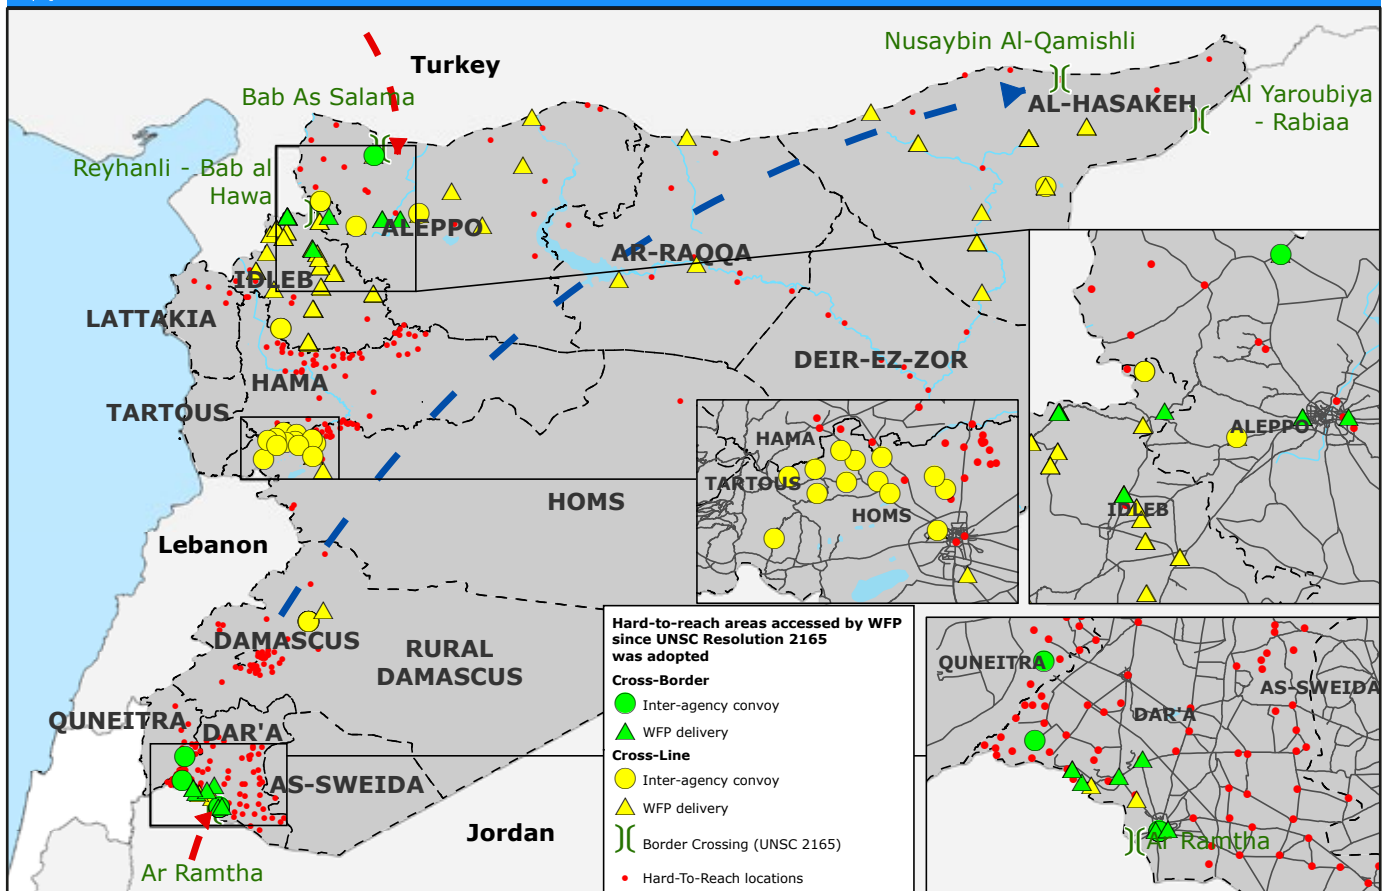 Nusaybin Al-Qamishli
Turkey
Bab As Salama
AL-HASAKEH
Al Yaroubiya
- Rabiaa
Reyhanli - Bab al
Hawa
ALEPPO
AR-RAQQA
IDLEB
LATTAKIA
DEIR-EZ-ZOR
HAMA
TARTOUS
HOMS
Lebanon
DAMASCUS
RURAL
DAMASCUS
QUNEITRA
DAR'A
AS-SWEIDA
Jordan
Ar Ramtha
HAMA
TARTOUS
HOMS
ALEPPO
IDLEB
Hard-to-reach areas accessed by WFP
since UNSC Resolution 2165
was adopted
Cross-Border
Inter-agency convoy
WFP delivery
Cross-Line
Inter-agency convoy
WFP delivery
Border Crossing (UNSC 2165)
Hard-To-Reach locations
QUNEITRA
AS-SWEIDA
DAR'A
Ar Ramtha